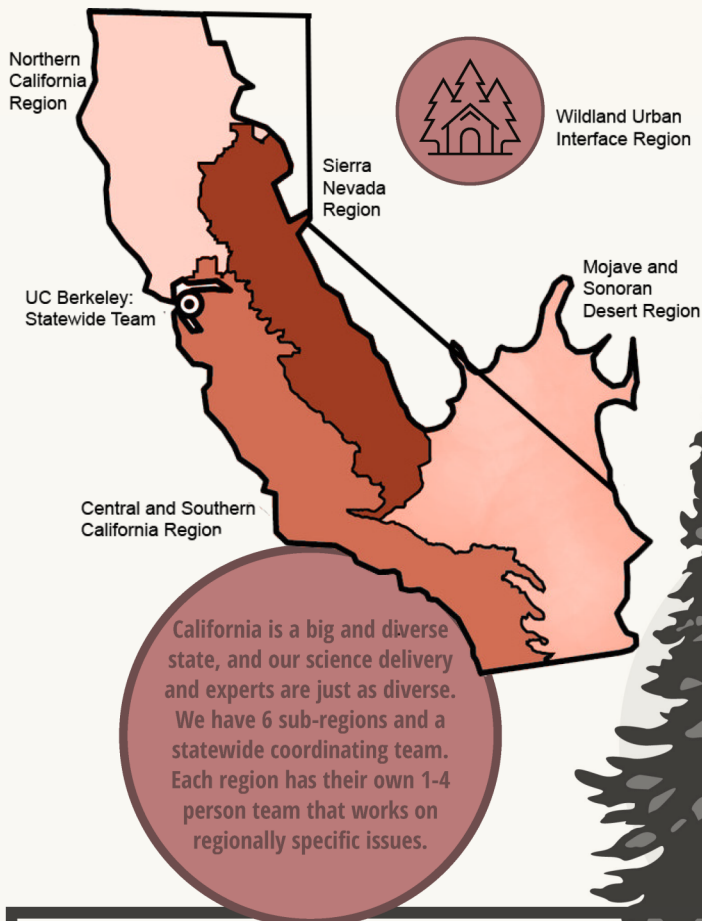 Northern
California
Region
Wildland Urban
Interface Region
Sierra
Nevada
Region
Mojave and
Sonoran
Desert Region
UC Berkeley:
Statewide Team
Central and Southern
California Region
California is a big and diverse
state, and our science delivery
and experts are just as diverse.
We have 6 sub-regions and a
statewide coordinating team.
Each region has their own 1-4
person team that works on
regionally specific issues.